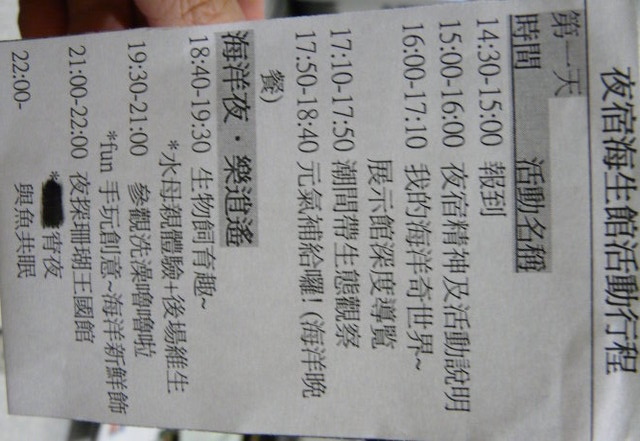 夜宿海生館活動行程
第一天
時間 活動名稱
14:30-15:00 報到
15:00-16:00 夜宿精神及活動說明
16:00-17:10 我的海洋奇世界~
展示館深度導覽
17:10-17:50 潮間帶生態觀察
17:50-18:40 元氣補給囉! (海洋晚
餐)
海洋夜．樂逍遙
18:40-19:30 生物飼育趣~
*水母親體驗+後場維生
19:30-21:00 參觀洗澡嚕嚕啦
*fun 手玩創意~海洋新鮮飾
21:00-22:00 夜探珊瑚王國館
* 宵夜
22:00- 與魚共眠